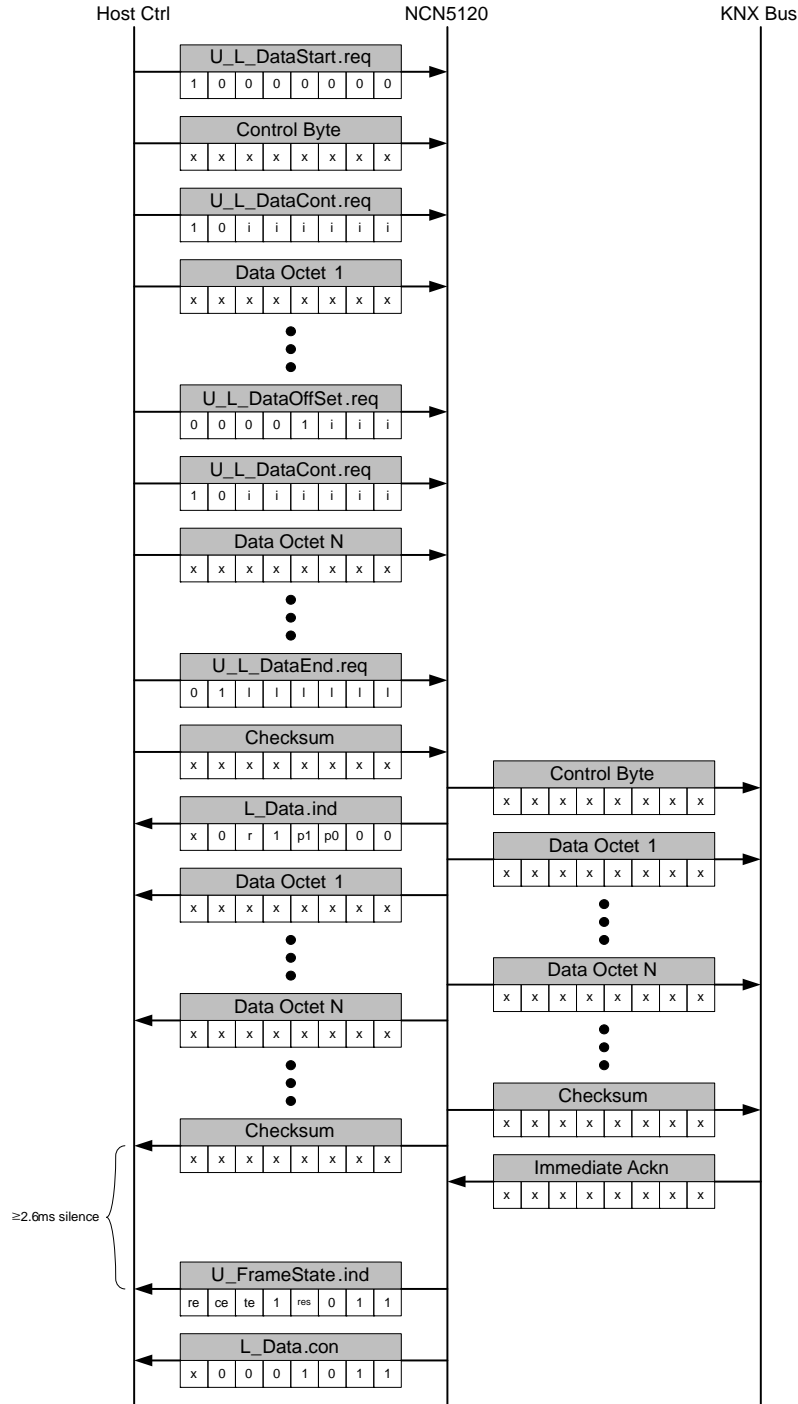 Host Ctrl NCN5120 KNX Bus
U_L_DataStart.req
1 0 0 0 0 0 0 0
Control Byte
x x x x x x x x
U_L_DataCont.req
1 0 i i i i i i
Data Octet 1
x x x x x x x x
U_L_DataOffSet.req
0 0 0 0 1 i i i
U_L_DataCont.req
1 0 i i i i i i
Data Octet N
x x x x x x x x
U_L_DataEnd.req
0 1 l l l l l l
Checksum
x x x x x x x x
Control Byte
x x x x x x x x
L_Data.ind
x 0 r 1 p1 p0 0 0
Data Octet 1
x x x x x x x x
Data Octet 1
x x x x x x x x
Data Octet N
x x x x x x x x
Data Octet N
x x x x x x x x
Checksum
x x x x x x x x
Checksum
x x x x x x x x
Immediate Ackn
x x x x x x x x
≥2.6ms silence
U_FrameState.ind
re ce te 1 res 0 1 1
L_Data.con
x 0 0 0 1 0 1 1